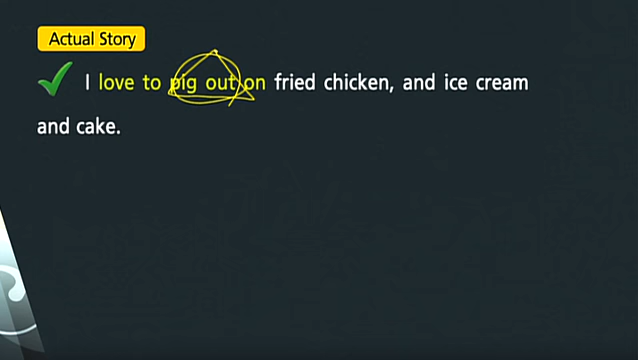 Actual Story
I love to pig out on fried chicken, and ice cream
and cake.